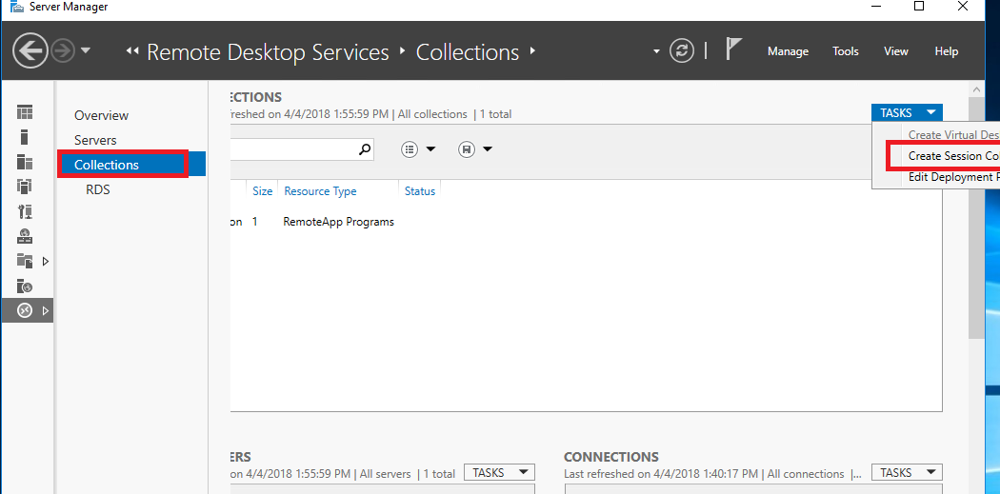 Server Manager
Remote Desktop Services Collections
Manage Tools View Help
Overview
Servers
Collections
RDS
ECTIONS
freshed on 4/4/2018 1:55:59 PM | All collections | 1 total
TASKS
Create Virtual Des
Create Session Co
Edit Deployment P
Size Resource Type Status
on 1 RemoteApp Programs
ERS
on 4/4/2018 1:55:59 PM | All servers | 1 total
TASKS
CONNECTIONS
Last refreshed on 4/4/2018 1:40:17 PM | All connections |...
TASKS